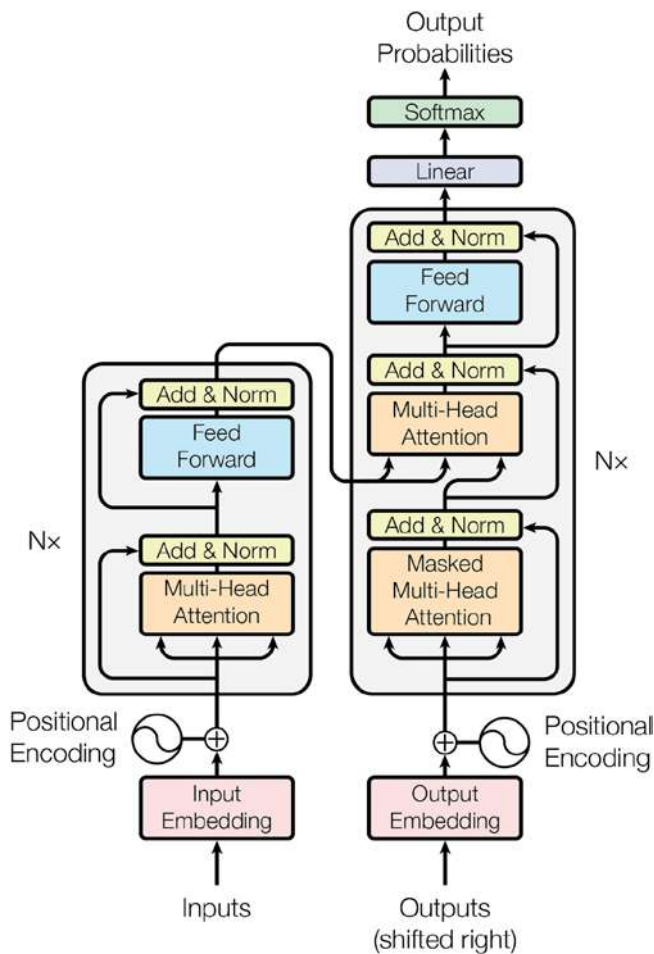 Output
Probabilities
Softmax
Linear
Add & Norm
Feed
Forward
Add & Norm
Multi-Head
Attention
Add & Norm
Masked
Multi-Head
Attention
N×
Add & Norm
Feed
Forward
N×
Add & Norm
Multi-Head
Attention
Positional
Encoding
Positional
Encoding
Input
Embedding
Output
Embedding
Inputs
Outputs
(shifted right)